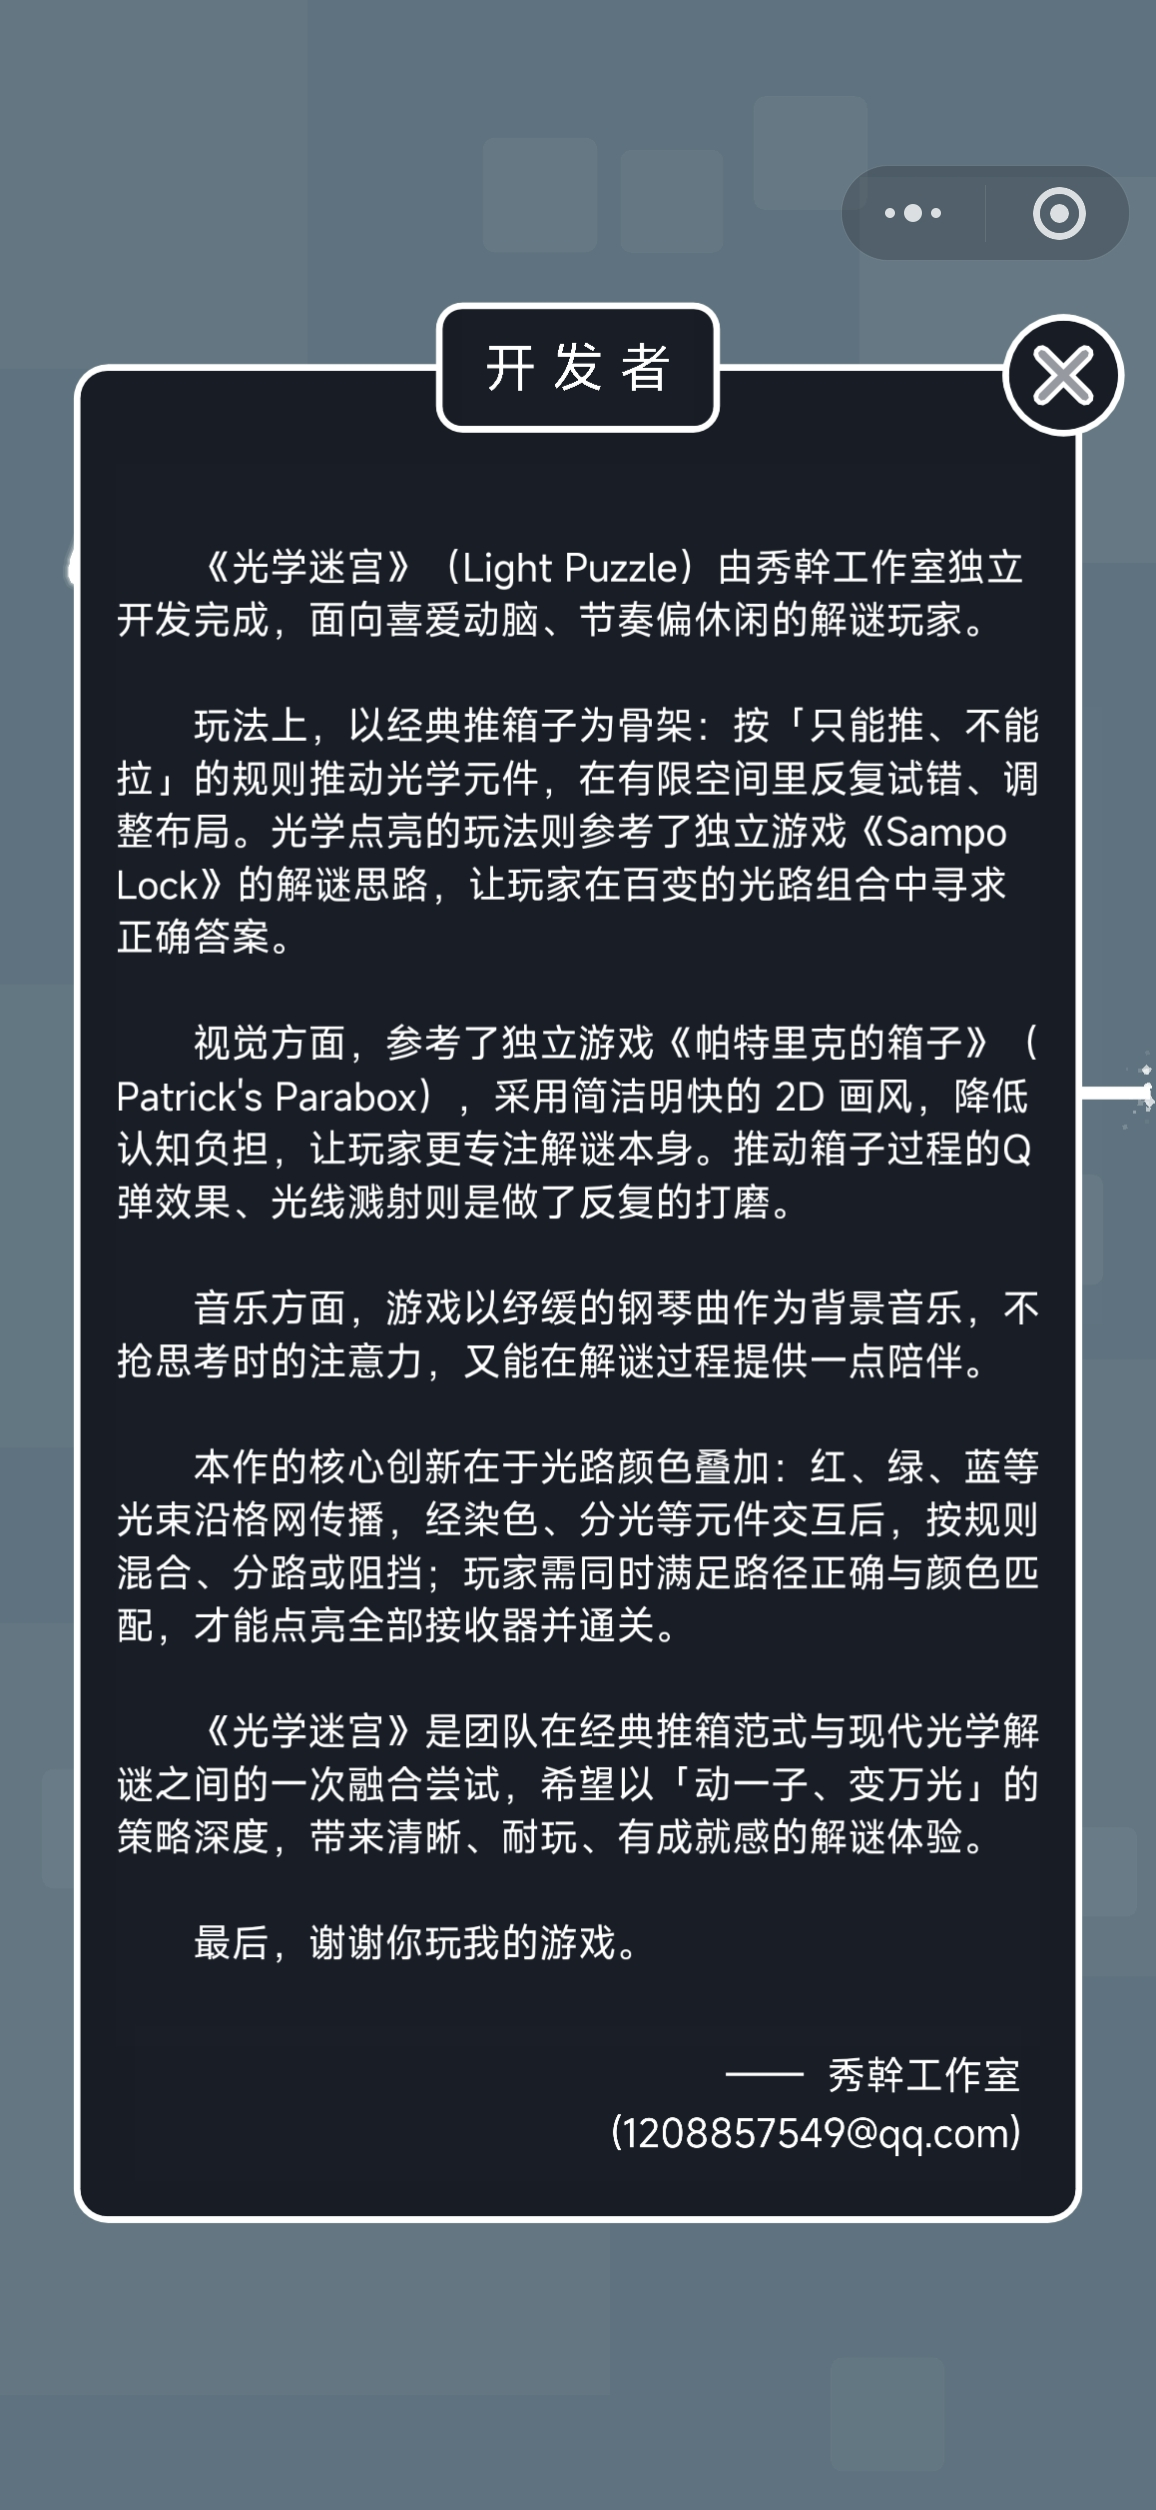 开发者
《光学迷宫》（Light Puzzle）由秀幹工作室独立
开发完成，面向喜爱动脑、节奏偏休闲的解谜玩家。
玩法上，以经典推箱子为骨架：按「只能推、不能
拉」的规则推动光学元件，在有限空间里反复试错、调
整布局。光学点亮的玩法则参考了独立游戏《Sampo
Lock》的解谜思路，让玩家在百变的光路组合中寻求
正确答案。
视觉方面，参考了独立游戏《帕特里克的箱子》（
Patrick's Parabox），采用简洁明快的 2D 画风，降低
认知负担，让玩家更专注解谜本身。推动箱子过程的Q
弹效果、光线溅射则是做了反复的打磨。
音乐方面，游戏以纾缓的钢琴曲作为背景音乐，不
抢思考时的注意力，又能在解谜过程提供一点陪伴。
本作的核心创新在于光路颜色叠加：红、绿、蓝等
光束沿格网传播，经染色、分光等元件交互后，按规则
混合、分路或阻挡；玩家需同时满足路径正确与颜色匹
配，才能点亮全部接收器并通关。
《光学迷宫》是团队在经典推箱范式与现代光学解
谜之间的一次融合尝试，希望以「动一子、变万光」的
策略深度，带来清晰、耐玩、有成就感的解谜体验。
最后，谢谢你玩我的游戏。
—— 秀幹工作室
(1208857549@qq.com)